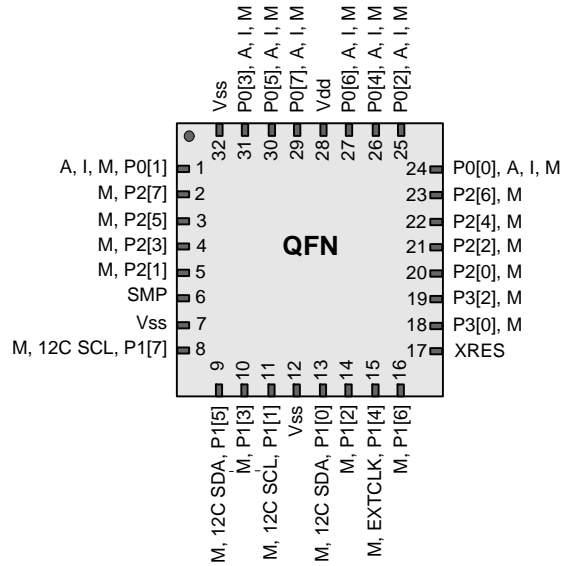 Vss
P0[3], A, I, M
P0[5], A, I, M
P0[7], A, I, M
Vdd
P0[6], A, I, M
P0[4], A, I, M
P0[2], A, I, M
32
31
30
29
28
27
26
25
A, I, M, P0[1] 1
M, P2[7] 2
M, P2[5] 3
M, P2[3] 4
M, P2[1] 5
SMP 6
Vss 7
M, 12C SCL, P1[7] 8
QFN
24 P0[0], A, I, M
23 P2[6], M
22 P2[4], M
21 P2[2], M
20 P2[0], M
19 P3[2], M
18 P3[0], M
17 XRES
9
10
11
12
13
14
15
16
M, 12C SDA, P1[5]
M, P1[3]
M, 12C SCL, P1[1]
Vss
M, 12C SDA, P1[0]
M, P1[2]
M, EXTCLK, P1[4]
M, P1[6]